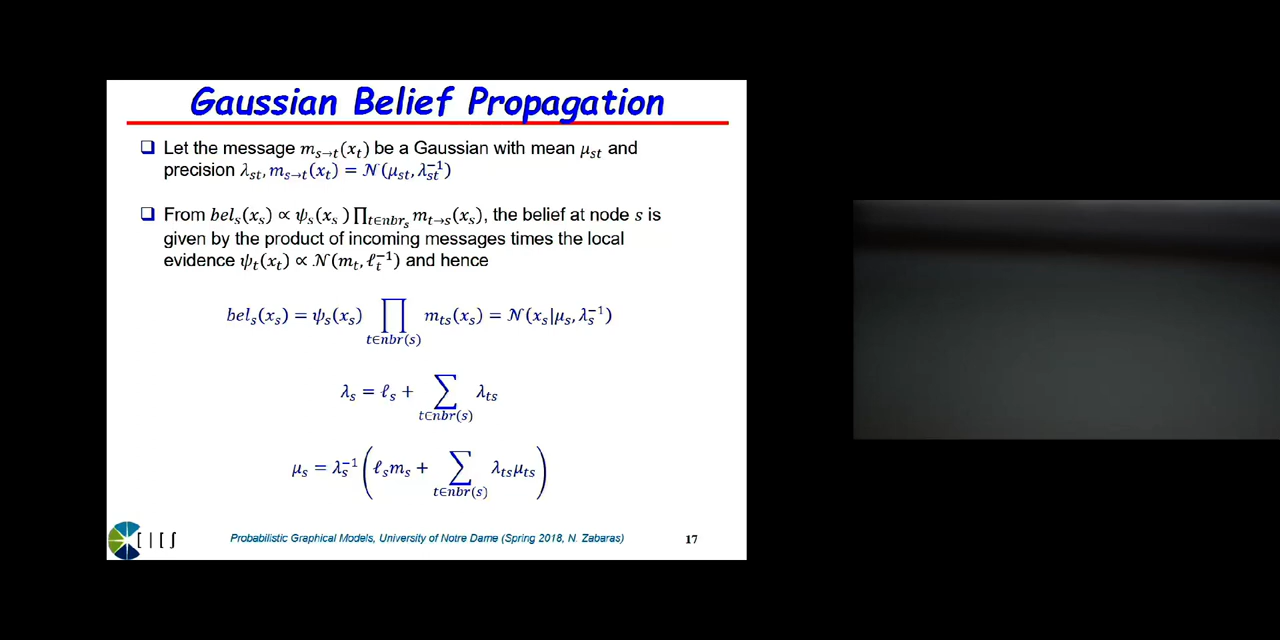 Gaussian Belief Propagation
❑ Let the message m_{s→t}(x_t) be a Gaussian with mean μ_{st} and
precision λ_{st}, m_{s→t}(x_t) = 𝒩(μ_{st}, λ_{st}^{-1})
❑ From bel_s(x_s) ∝ ψ_s(x_s) ∏_{t∈nbr_s} m_{t→s}(x_s), the belief at node s is
given by the product of incoming messages times the local
evidence ψ_t(x_t) ∝ 𝒩(m_t, ℓ_t^{-1}) and hence
bel_s(x_s) = ψ_s(x_s) ∏_{t∈nbr(s)} m_{ts}(x_s) = 𝒩(x_s|μ_s, λ_s^{-1})
λ_s = ℓ_s + ∑_{t∈nbr(s)} λ_{ts}
μ_s = λ_s^{-1} (ℓ_s m_s + ∑_{t∈nbr(s)} λ_{ts} μ_{ts})
Probabilistic Graphical Models, University of Notre Dame (Spring 2018, N. Zabaras)
17